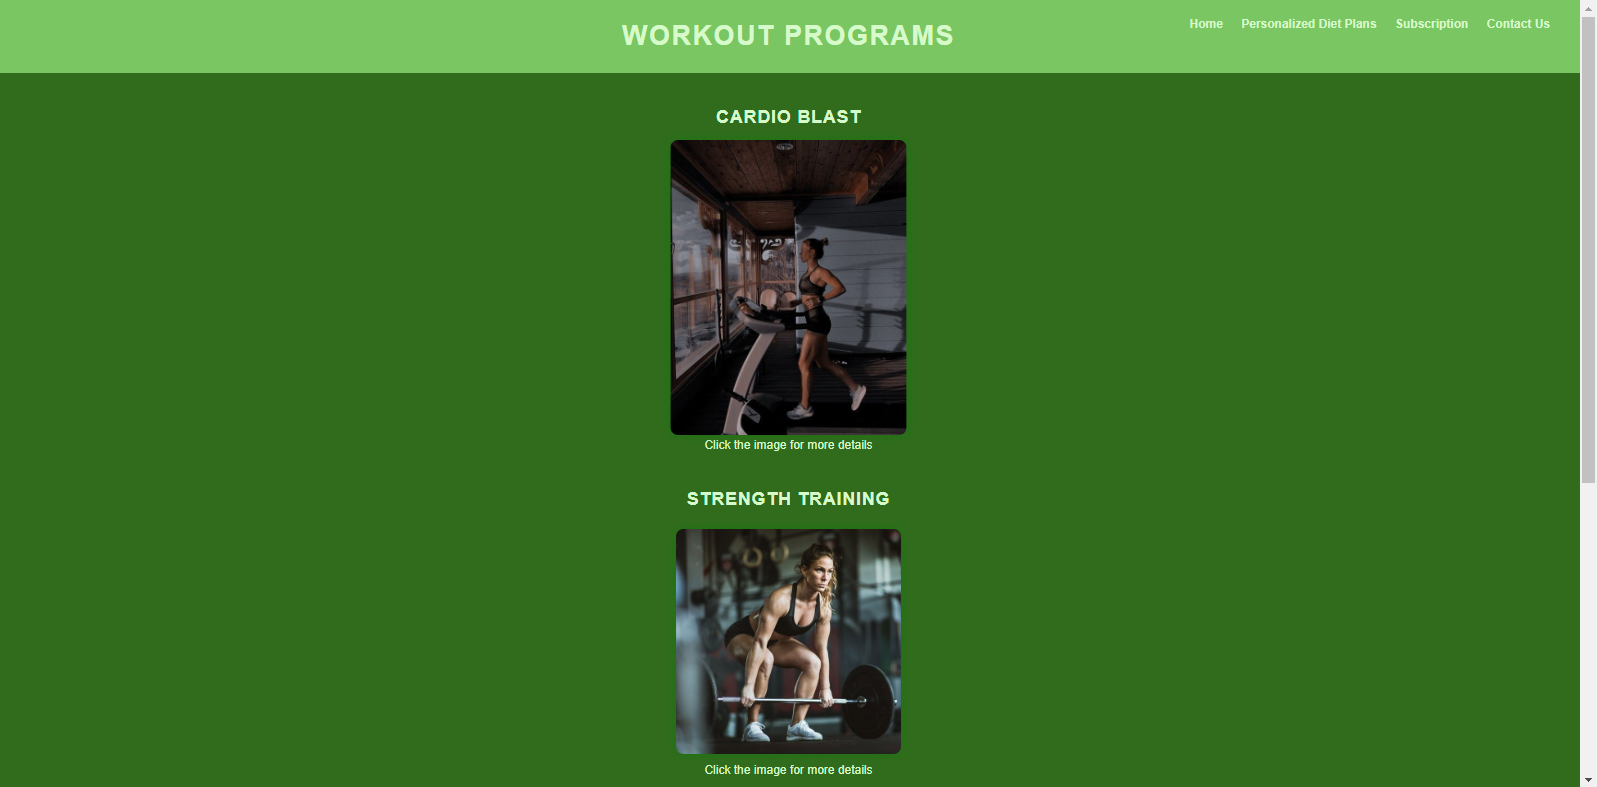 WORKOUT PROGRAMS
Home Personalized Diet Plans Subscription Contact Us
CARDIO BLAST
Click the image for more details
STRENGTH TRAINING
Click the image for more details